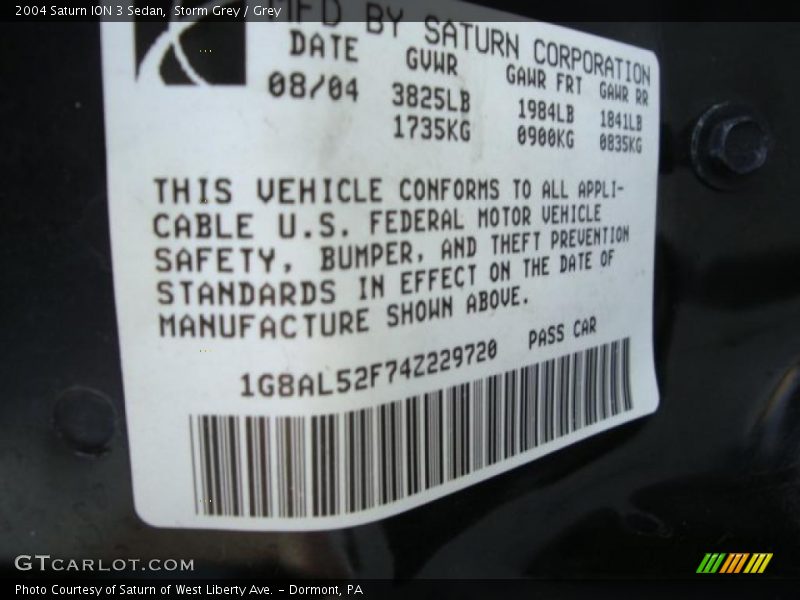 2004 Saturn ION 3 Sedan, Storm Grey / Grey
MFD BY SATURN CORPORATION
DATE GVWR GAWR FRT GAWR RR
08/04 3825LB 1984LB 1841LB
1735KG 0900KG 0835KG
THIS VEHICLE CONFORMS TO ALL APPLI-
CABLE U.S. FEDERAL MOTOR VEHICLE
SAFETY, BUMPER, AND THEFT PREVENTION
STANDARDS IN EFFECT ON THE DATE OF
MANUFACTURE SHOWN ABOVE.
1G8AL52F74Z229720 PASS CAR
GTCARLOT.COM
Photo Courtesy of Saturn of West Liberty Ave. - Dormont, PA